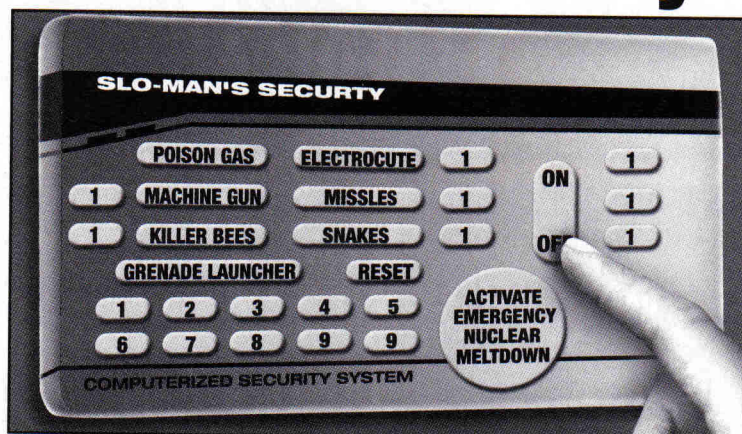 SLO-MAN'S SECURTY
POISON GAS ELECTROCUTE 1 ON 1
1 MACHINE GUN MISSLES 1 1
1 KILLER BEES SNAKES 1 OFF 1
GRENADE LAUNCHER RESET
1 2 3 4 5
6 7 8 9 9
ACTIVATE
EMERGENCY
NUCLEAR
MELTDOWN
COMPUTERIZED SECURITY SYSTEM